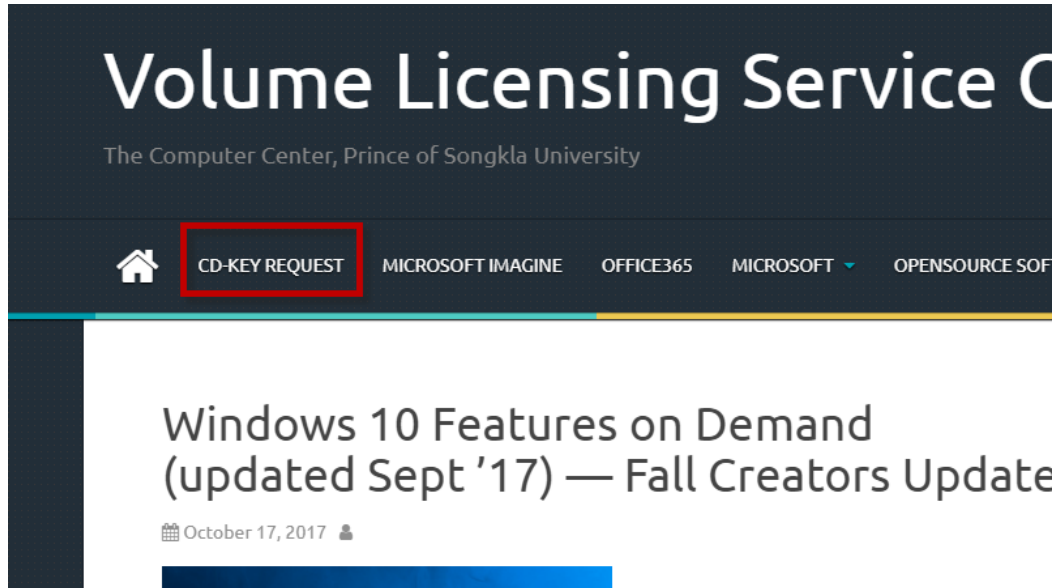 Volume Licensing Service
The Computer Center, Prince of Songkla University
CD-KEY REQUEST MICROSOFT IMAGINE OFFICE365 MICROSOFT OPENSOURCE
Windows 10 Features on Demand
(updated Sept ’17) — Fall Creators Update
October 17, 2017